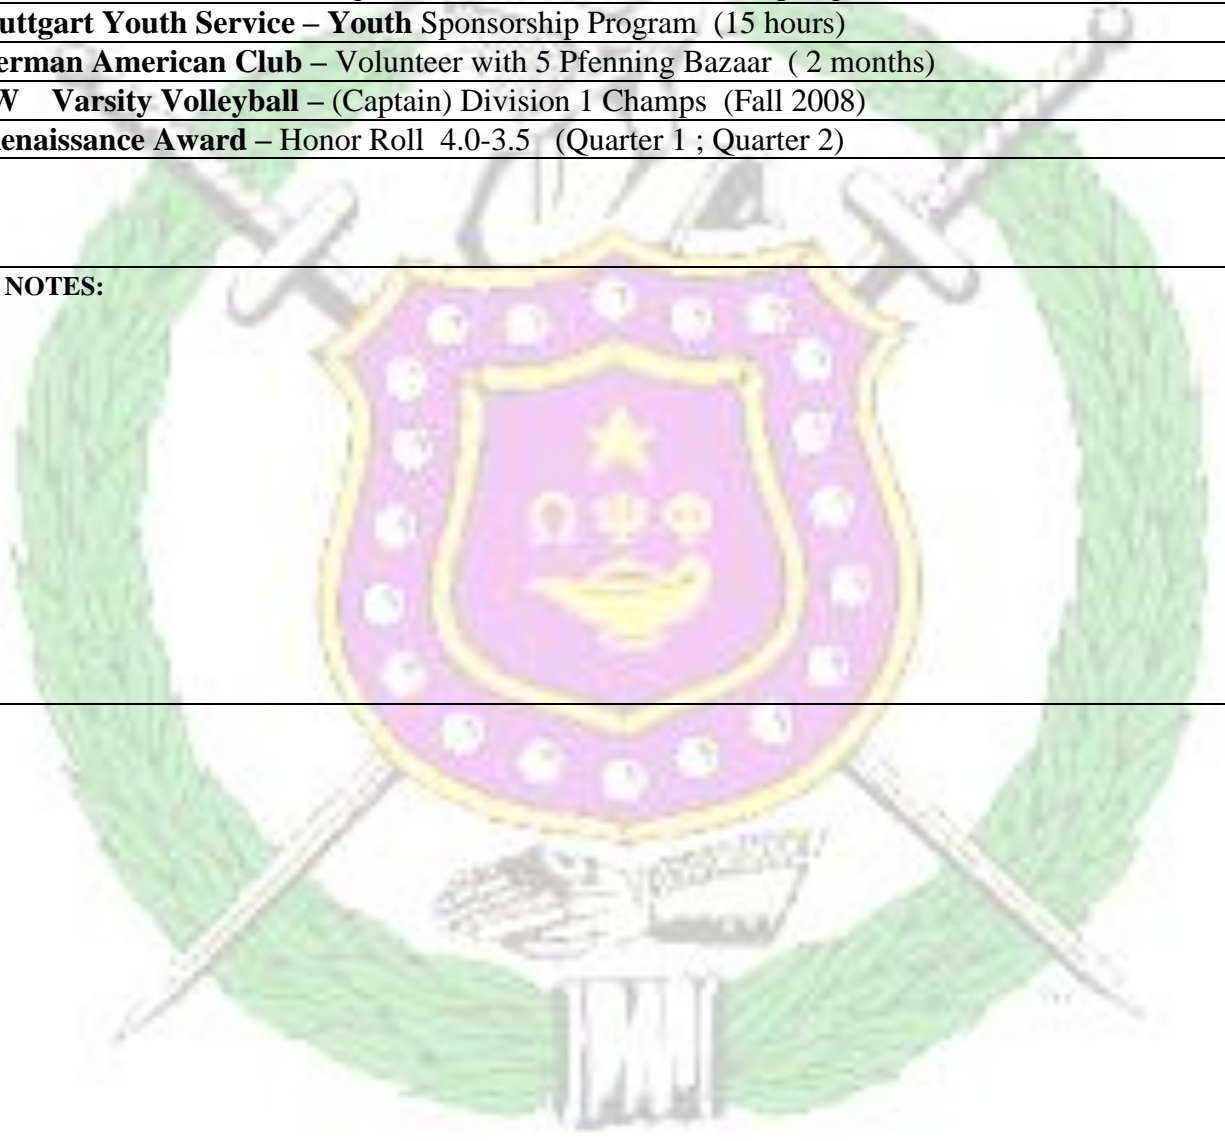 uttgart Youth Service – Youth Sponsorship Program (15 hours)
erman American Club – Volunteer with 5 Pfenning Bazaar ( 2 months)
W Varsity Volleyball – (Captain) Division 1 Champs (Fall 2008)
enaissance Award – Honor Roll 4.0-3.5 (Quarter 1 ; Quarter 2)
NOTES:
Ω Ψ Φ